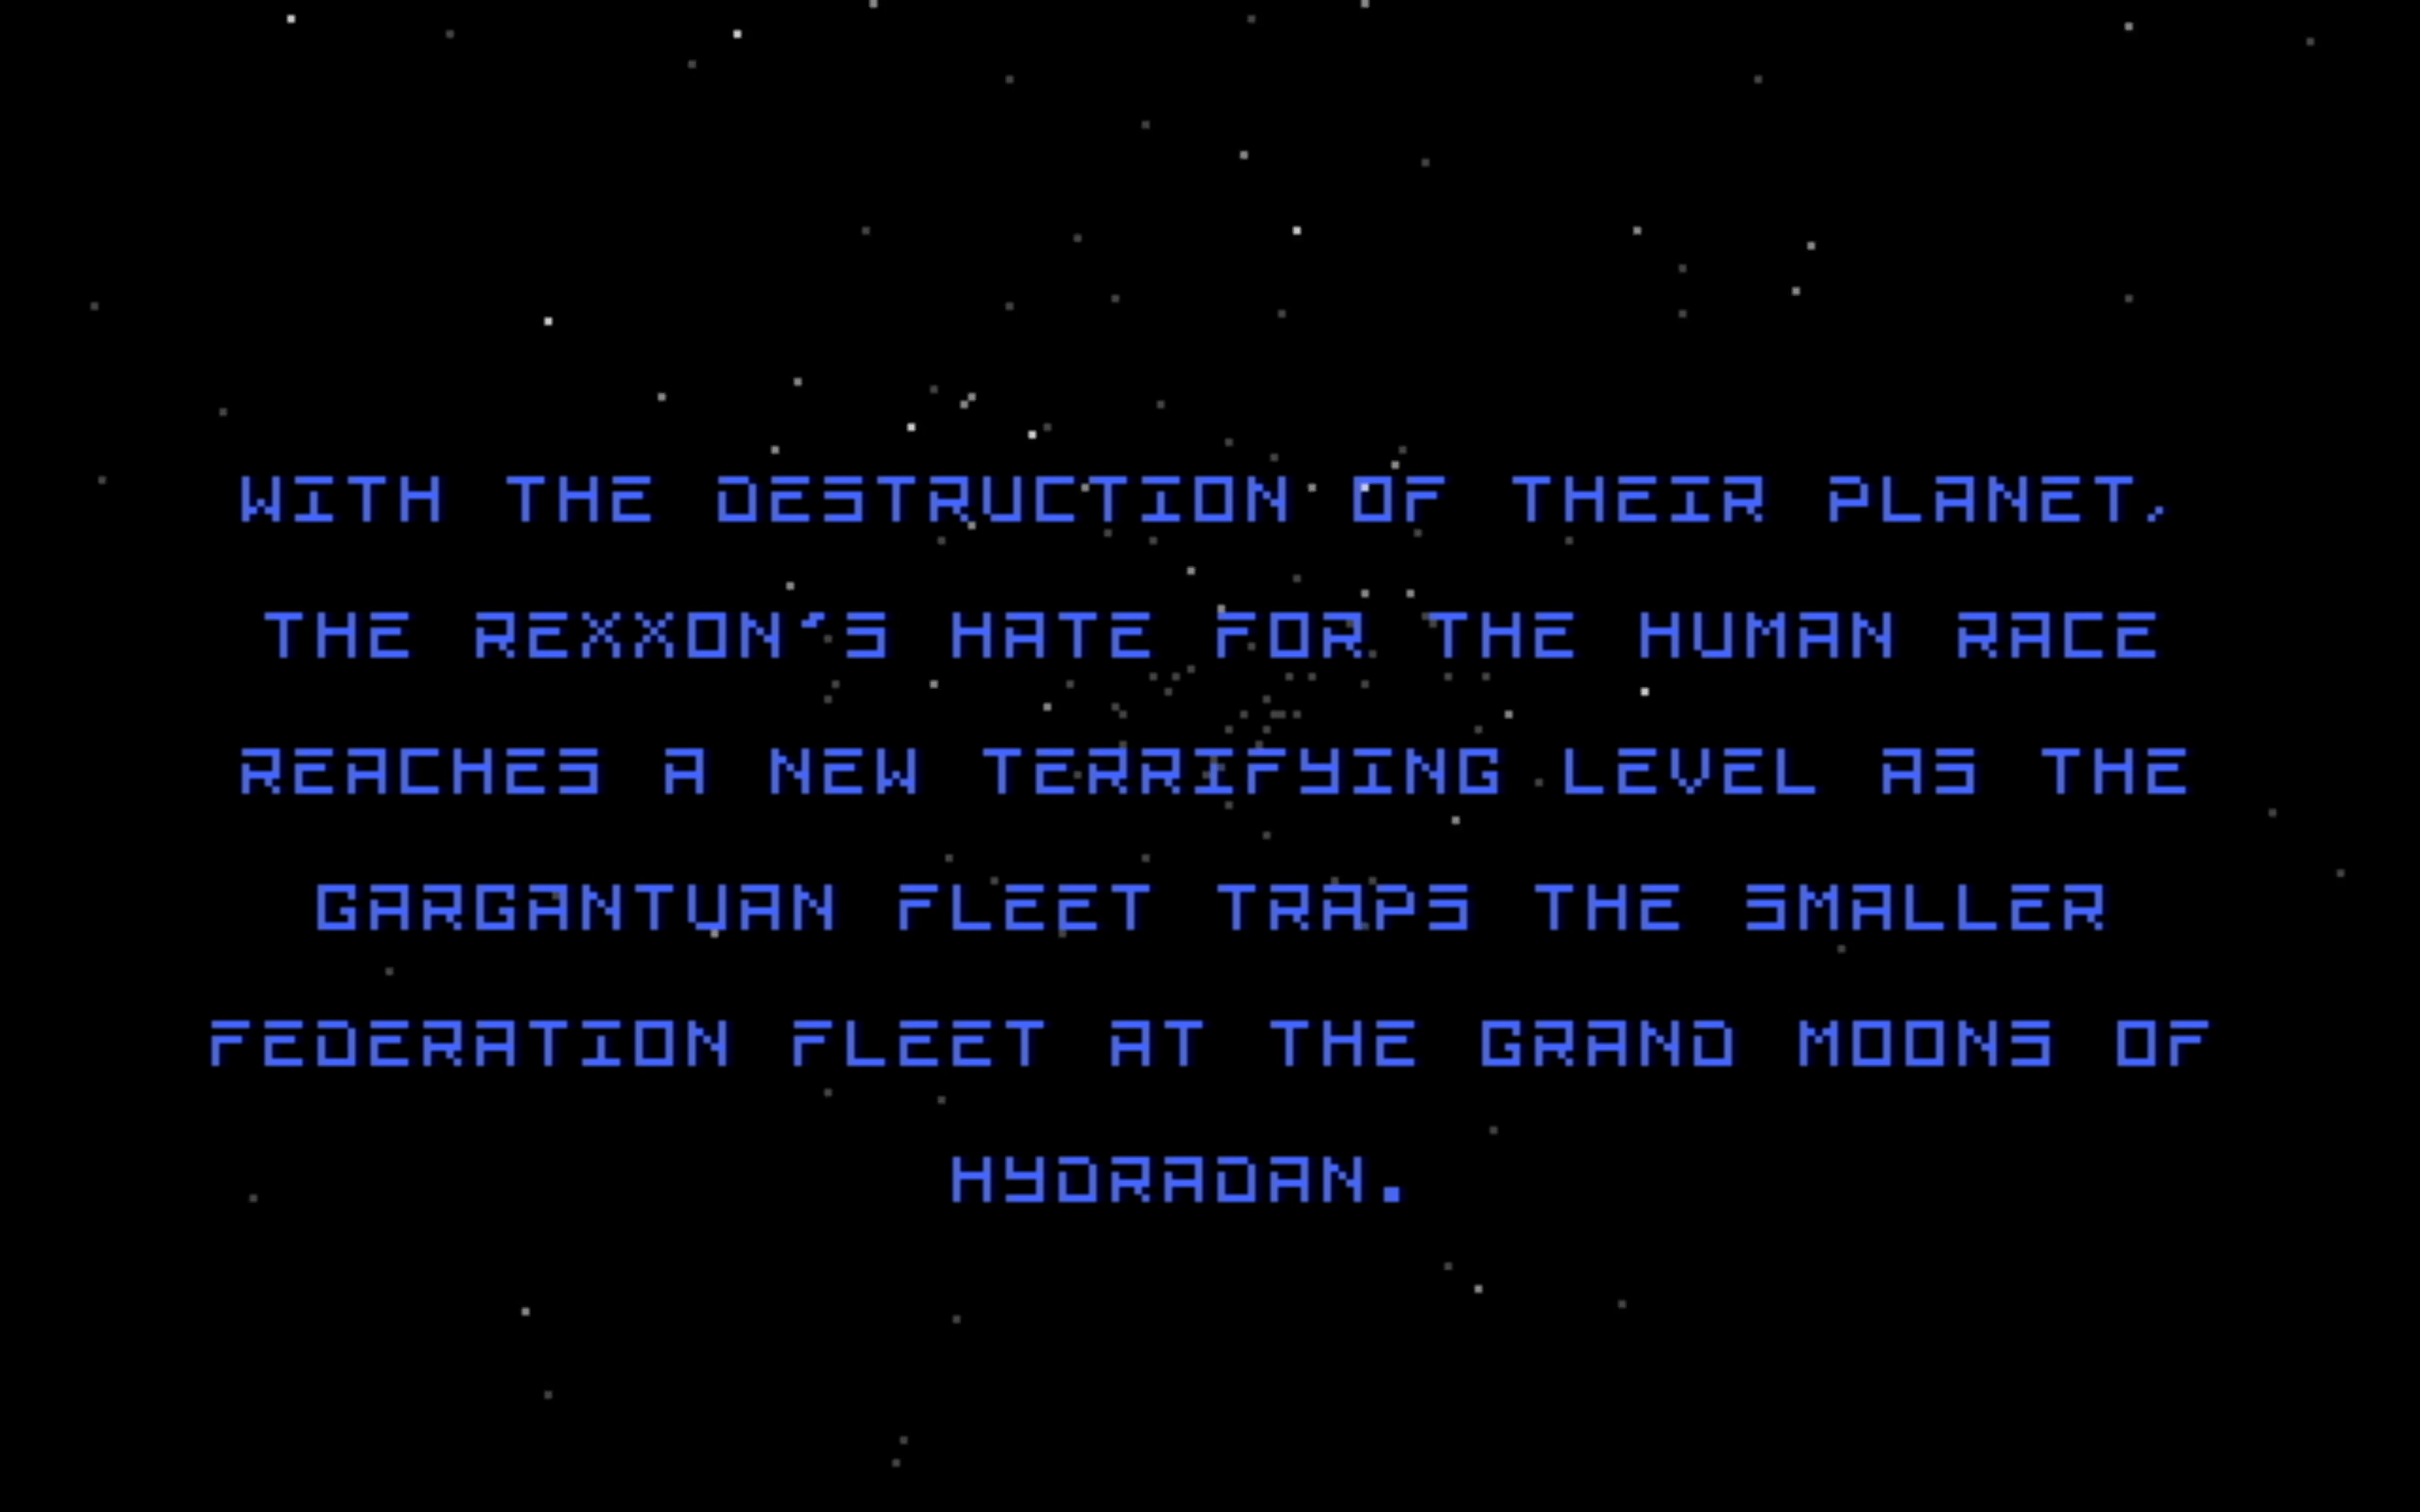 WITH THE DESTRUCTION OF THEIR PLANET,
THE REXXON'S HATE FOR THE HUMAN RACE
REACHES A NEW TERRIFYING LEVEL AS THE
GARGANTUAN FLEET TRAPS THE SMALLER
FEDERATION FLEET AT THE GRAND MOONS OF
HYDRADAN.